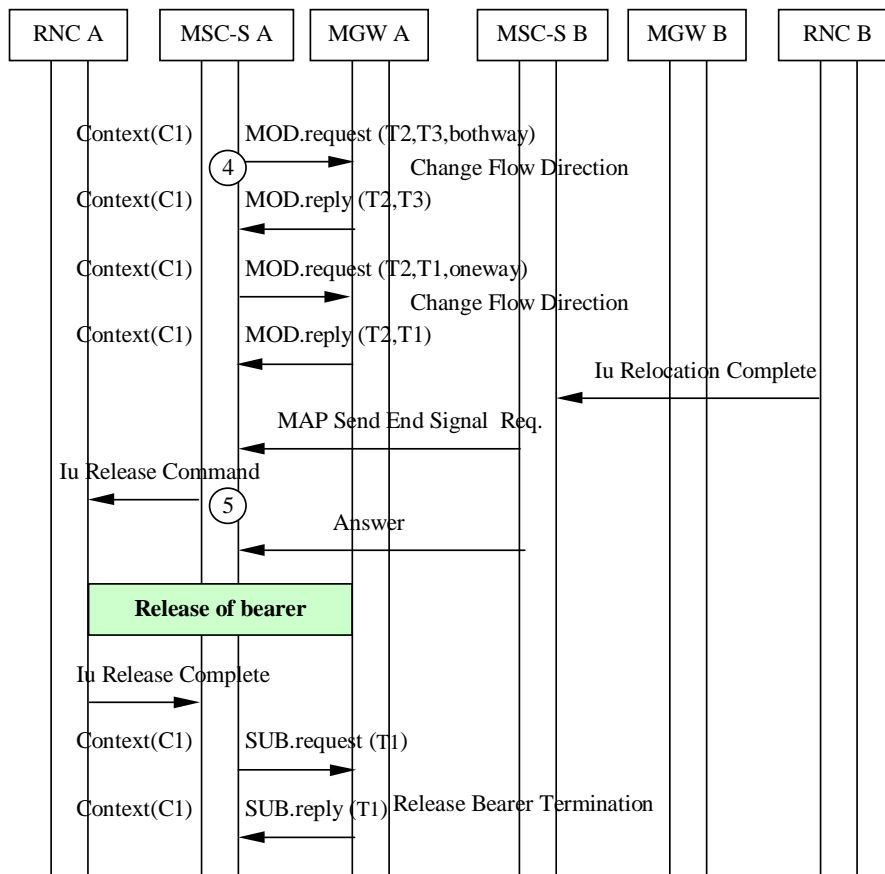 RNC A MSC-S A MGW A MSC-S B MGW B RNC B
Context(C1) MOD.request (T2,T3,bothway)
4 Change Flow Direction
Context(C1) MOD.reply (T2,T3)
Context(C1) MOD.request (T2,T1,oneway)
Change Flow Direction
Context(C1) MOD.reply (T2,T1)
Iu Relocation Complete
MAP Send End Signal Req.
Iu Release Command
5
Answer
Release of bearer
Iu Release Complete
Context(C1) SUB.request (T1)
Context(C1) SUB.reply (T1) Release Bearer Termination